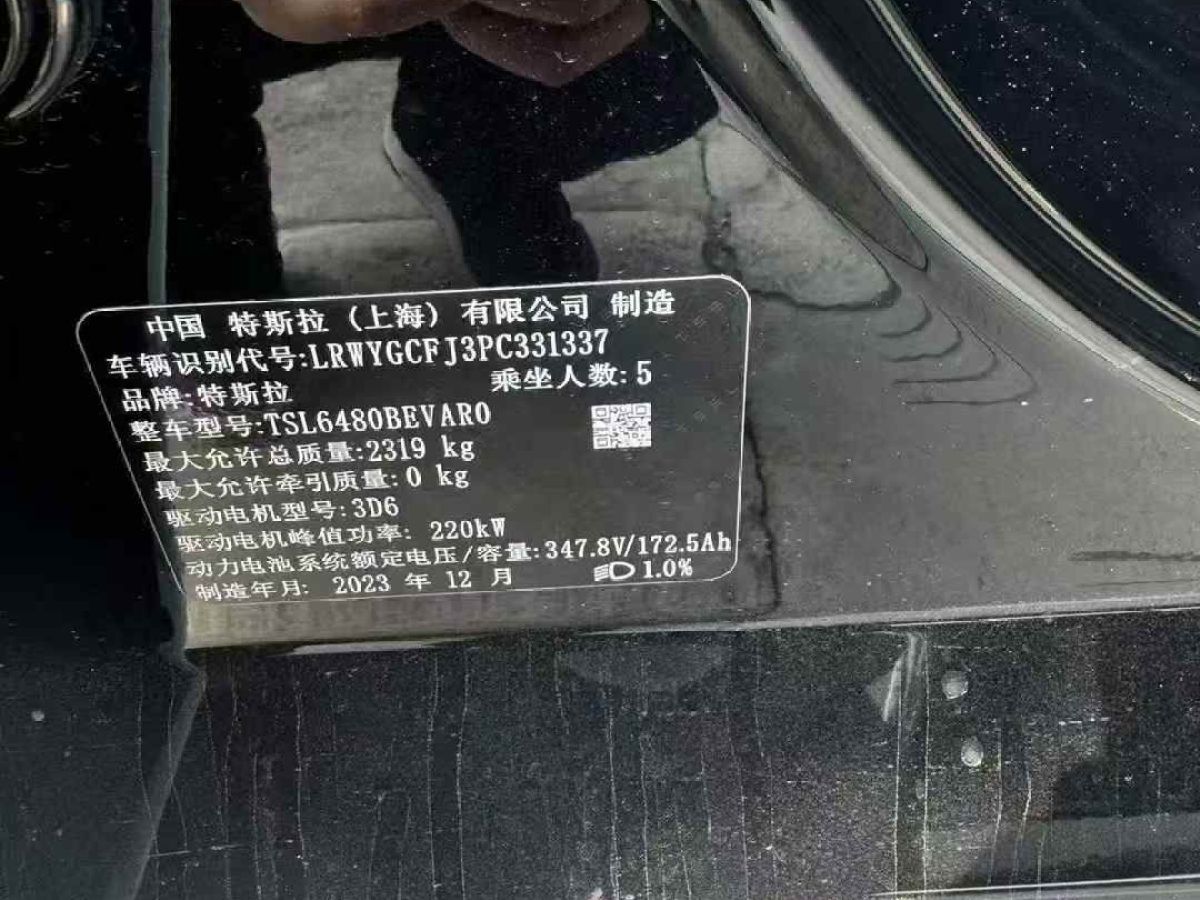 中国 特斯拉 (上海) 有限公司 制造
车辆识别代号:LRWYGCFJ3PC331337
品牌:特斯拉 乘坐人数:5
整车型号:TSL6480BEVAR0
最大允许总质量:2319 kg
最大允许牵引质量:0 kg
驱动电机型号:3D6
驱动电机峰值功率: 220kW
动力电池系统额定电压/容量:347.8V/172.5Ah
制造年月: 2023 年 12 月 1.0%